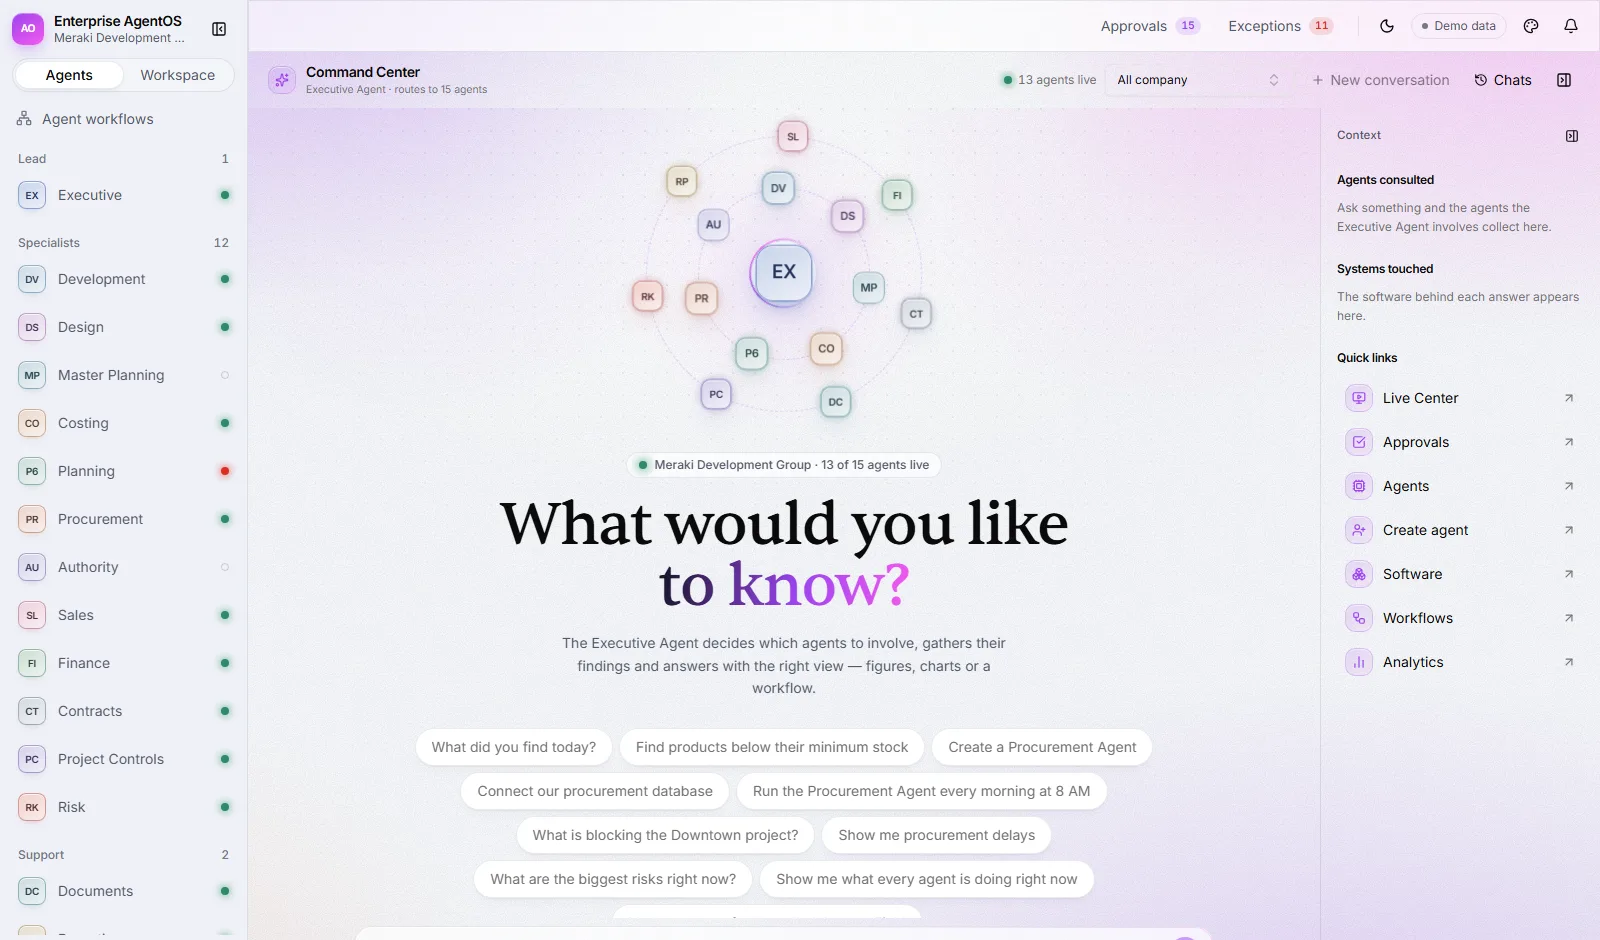 AO
Enterprise AgentOS
Meraki Development ...
Agents
Workspace
Agent workflows
Lead 1
EX Executive
Specialists 12
DV Development
DS Design
MP Master Planning
CO Costing
P6 Planning
PR Procurement
AU Authority
SL Sales
FI Finance
CT Contracts
PC Project Controls
RK Risk
Support 2
DC Documents
Approvals 15
Exceptions 11
Demo data
Command Center
Executive Agent · routes to 15 agents
13 agents live
All company
+ New conversation
Chats
SL
RP
DV
FI
DS
AU
EX
MP
RK
PR
CT
P6
CO
PC
DC
Meraki Development Group · 13 of 15 agents live
What would you like
to know?
The Executive Agent decides which agents to involve, gathers their
findings and answers with the right view — figures, charts or a
workflow.
What did you find today?
Find products below their minimum stock
Create a Procurement Agent
Connect our procurement database
Run the Procurement Agent every morning at 8 AM
What is blocking the Downtown project?
Show me procurement delays
What are the biggest risks right now?
Show me what every agent is doing right now
Context
Agents consulted
Ask something and the agents the
Executive Agent involves collect here.
Systems touched
The software behind each answer appears
here.
Quick links
Live Center
Approvals
Agents
Create agent
Software
Workflows
Analytics